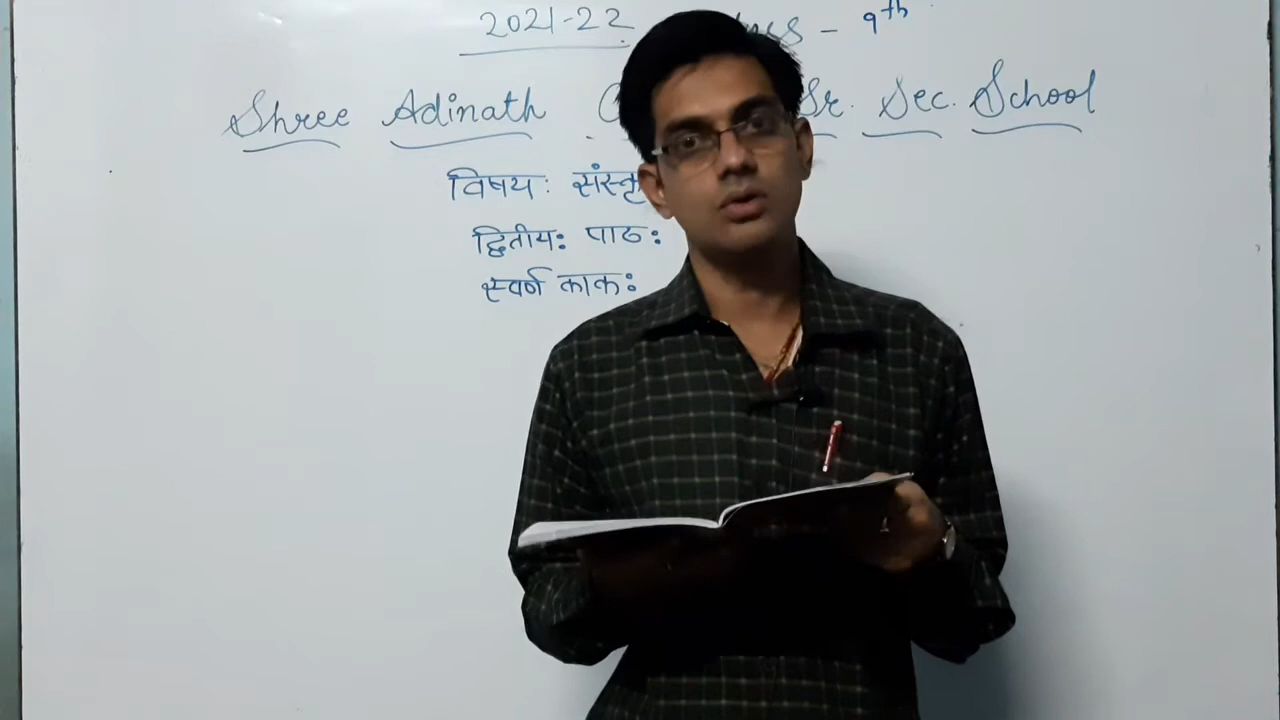 2021-22 - 9th
Shree Adinath Sr. Sec. School
विषय: संस्कृ
द्वितीय: पाठ:
स्वर्ण काक: